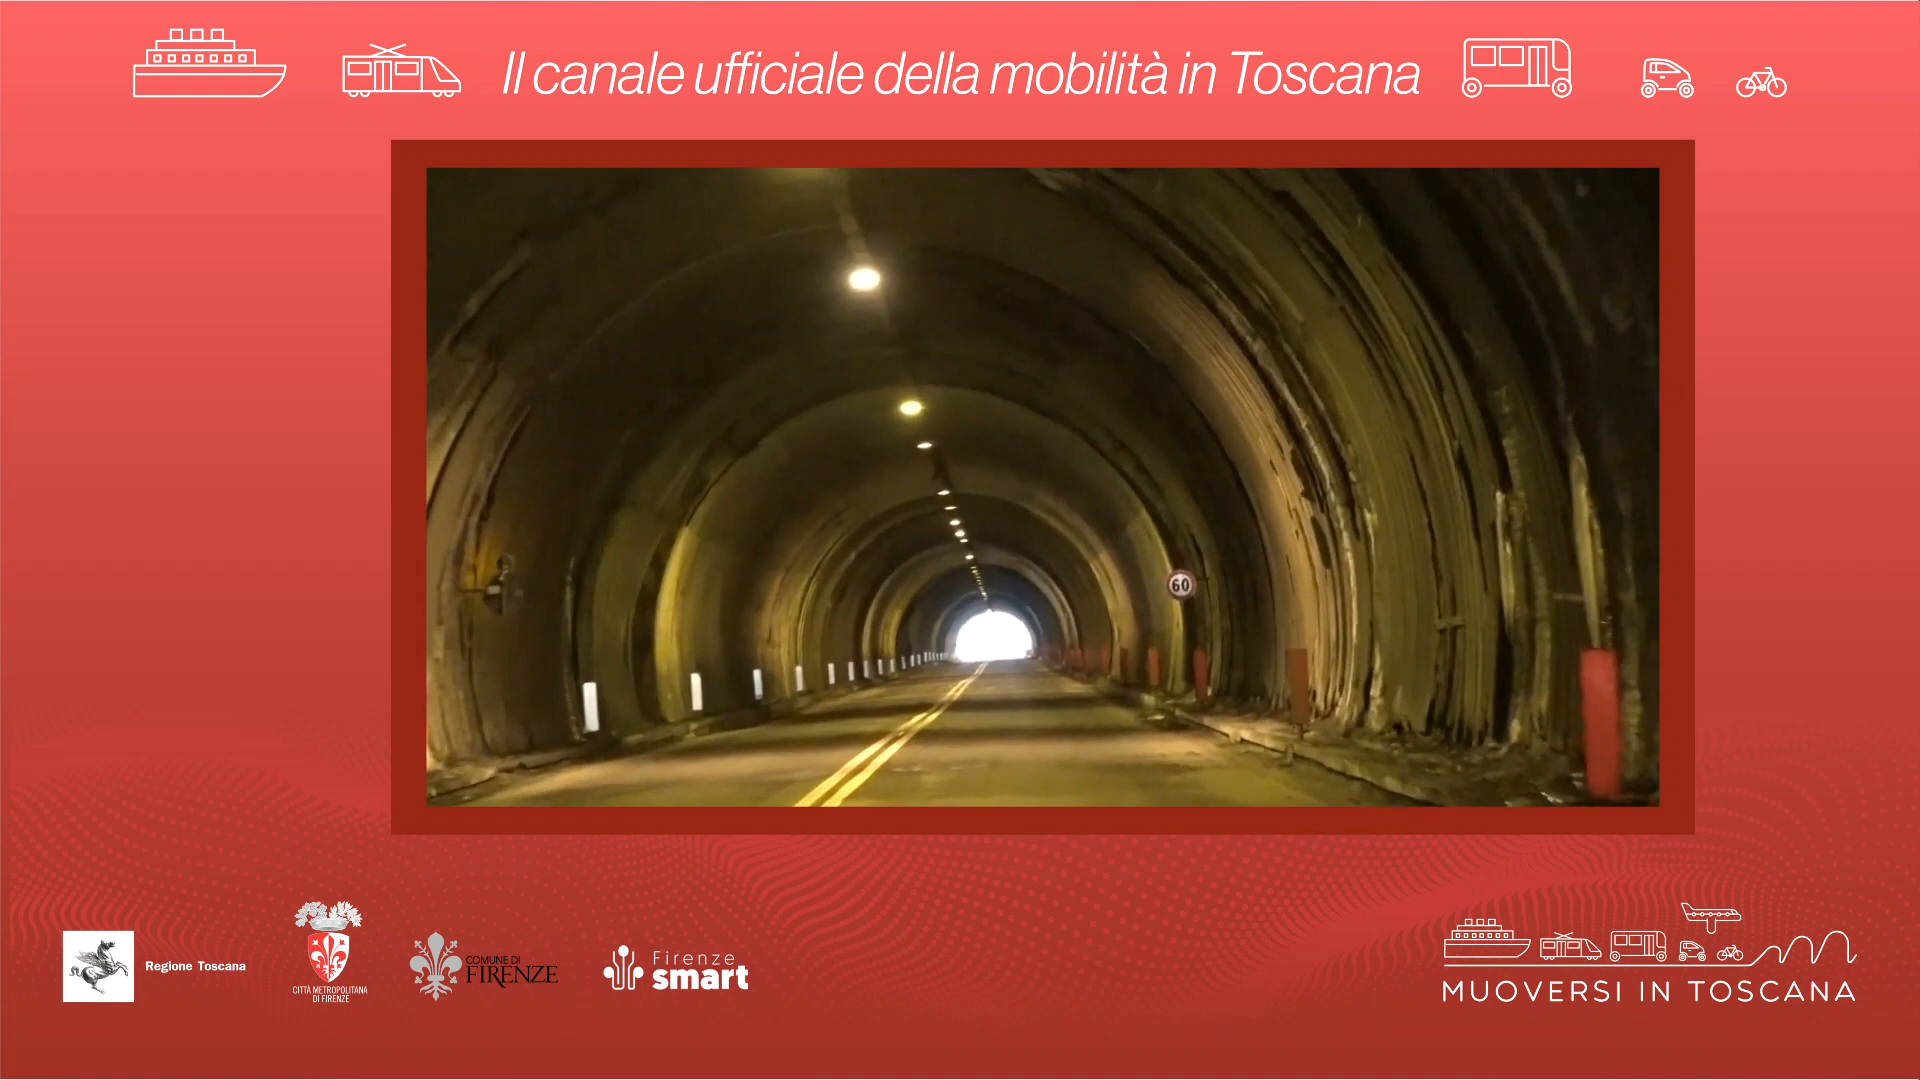 Il canale ufficiale della mobilità in Toscana
60
Regione Toscana
CITTÀ METROPOLITANA
DI FIRENZE
COMUNE DI
FIRENZE
Firenze
smart
MUOVERSI IN TOSCANA